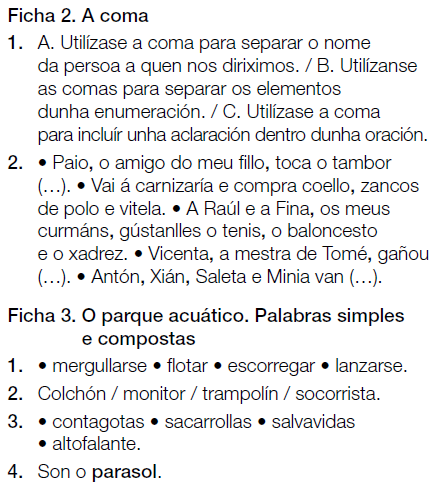 Ficha 2. A coma
1. A. Utilízase a coma para separar o nome
da persoa a quen nos diriximos. / B. Utilízanse
as comas para separar os elementos
dunha enumeración. / C. Utilízase a coma
para incluír unha aclaración dentro dunha oración.
2. • Paio, o amigo do meu fillo, toca o tambor
(…). • Vai á carnizaría e compra coello, zancos
de polo e vitela. • A Raúl e a Fina, os meus
curmáns, gústanlles o tenis, o baloncesto
e o xadrez. • Vicenta, a mestra de Tomé, gañou
(…). • Antón, Xián, Saleta e Minia van (…).
Ficha 3. O parque acuático. Palabras simples
e compostas
1. • mergullarse • flotar • escorregar • lanzarse.
2. Colchón / monitor / trampolín / socorrista.
3. • contagotas • sacarrollas • salvavidas
• altofalante.
4. Son o parasol.